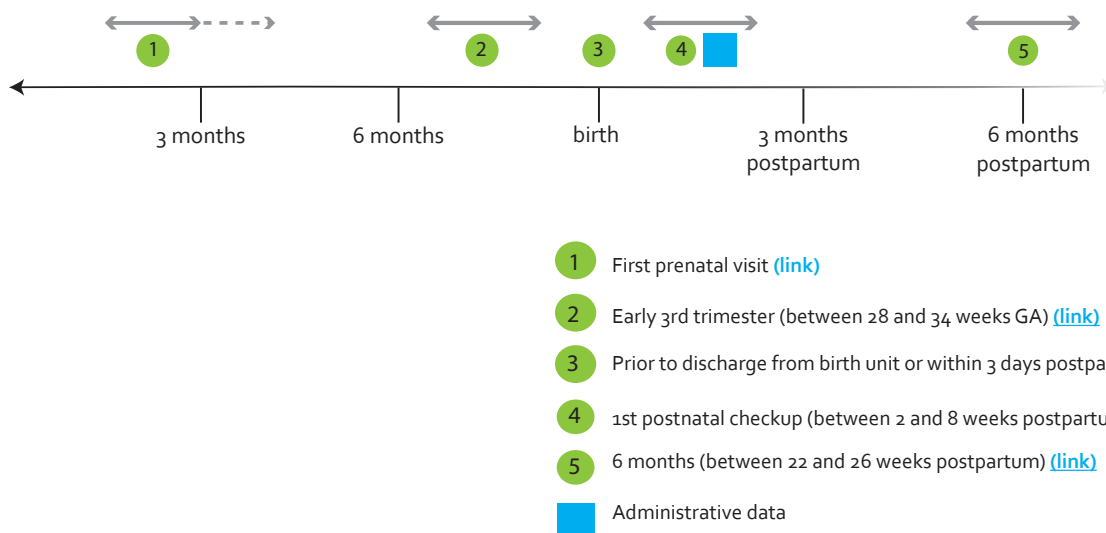 1 2 3 4 5
3 months 6 months birth 3 months postpartum 6 months postpartum
1 First prenatal visit (link)
2 Early 3rd trimester (between 28 and 34 weeks GA) (link)
3 Prior to discharge from birth unit or within 3 days
4 1st postnatal checkup (between 2 and 8 weeks
5 6 months (between 22 and 26 weeks postpartum) (link)
Administrative data